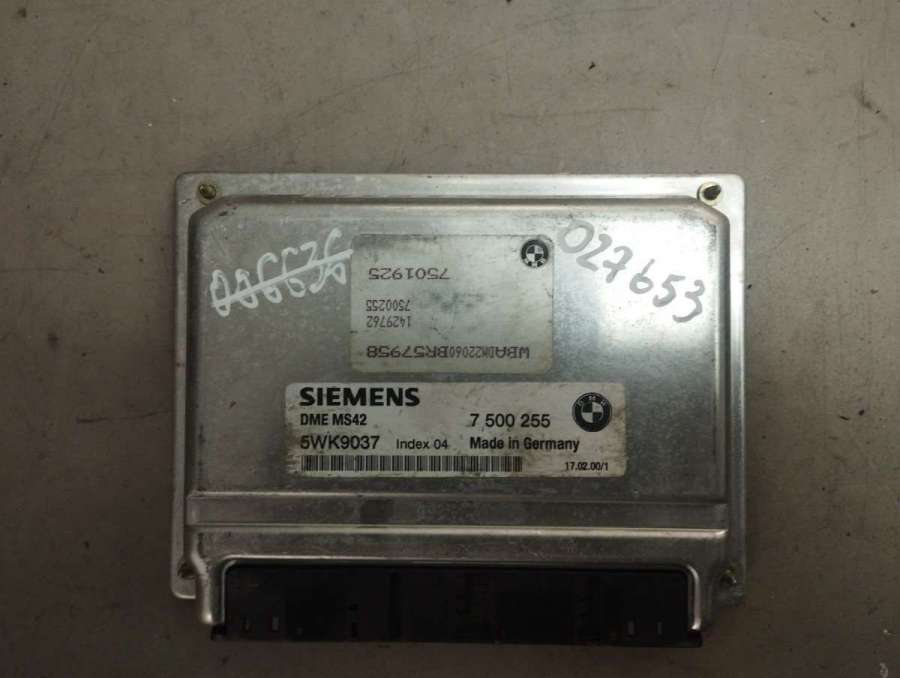 027653
7501925
7500255
1429762
WBADM22060BR57958
SIEMENS
DME MS42
7 500 255
BMW
5WK9037
Index 04
Made in Germany
17.02.00/1